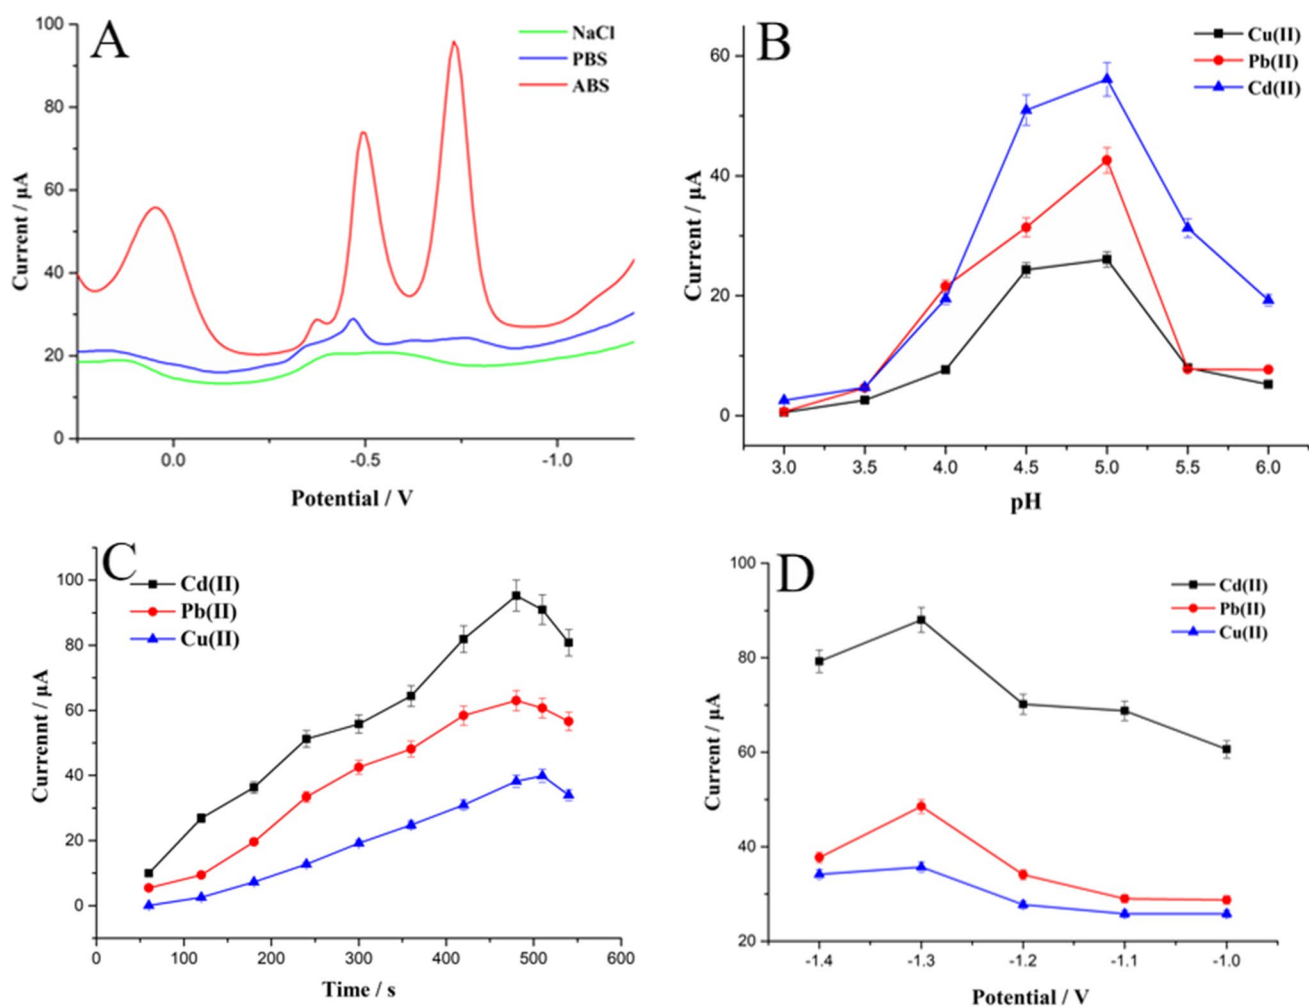 A
NaCl
PBS
ABS
100
80
60
40
20
0
Current / µA
0.0
-0.5
-1.0
Potential / V
B
Cu(II)
Pb(II)
Cd(II)
60
40
20
0
Current / µA
3.0
3.5
4.0
4.5
5.0
5.5
6.0
pH
C
Cd(II)
Pb(II)
Cu(II)
100
80
60
40
20
0
Currennt / µA
0
100
200
300
400
500
600
Time / s
D
Cd(II)
Pb(II)
Cu(II)
100
80
60
40
20
Current / µA
-1.4
-1.3
-1.2
-1.1
-1.0
Potential / V